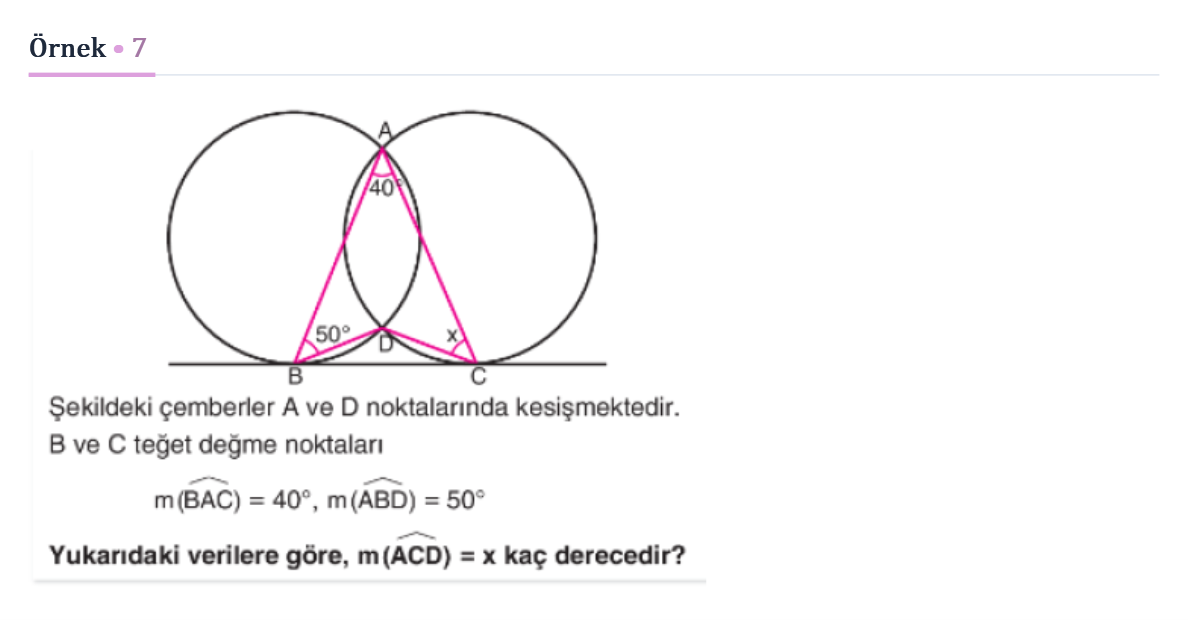 Örnek • 7
A
40°
50°
x
D
B
C
Şekildeki çemberler A ve D noktalarında kesişmektedir.
B ve C teğet değme noktaları
m(BAC) = 40°, m(ABD) = 50°
Yukarıdaki verilere göre, m(ACD) = x kaç derecedir?